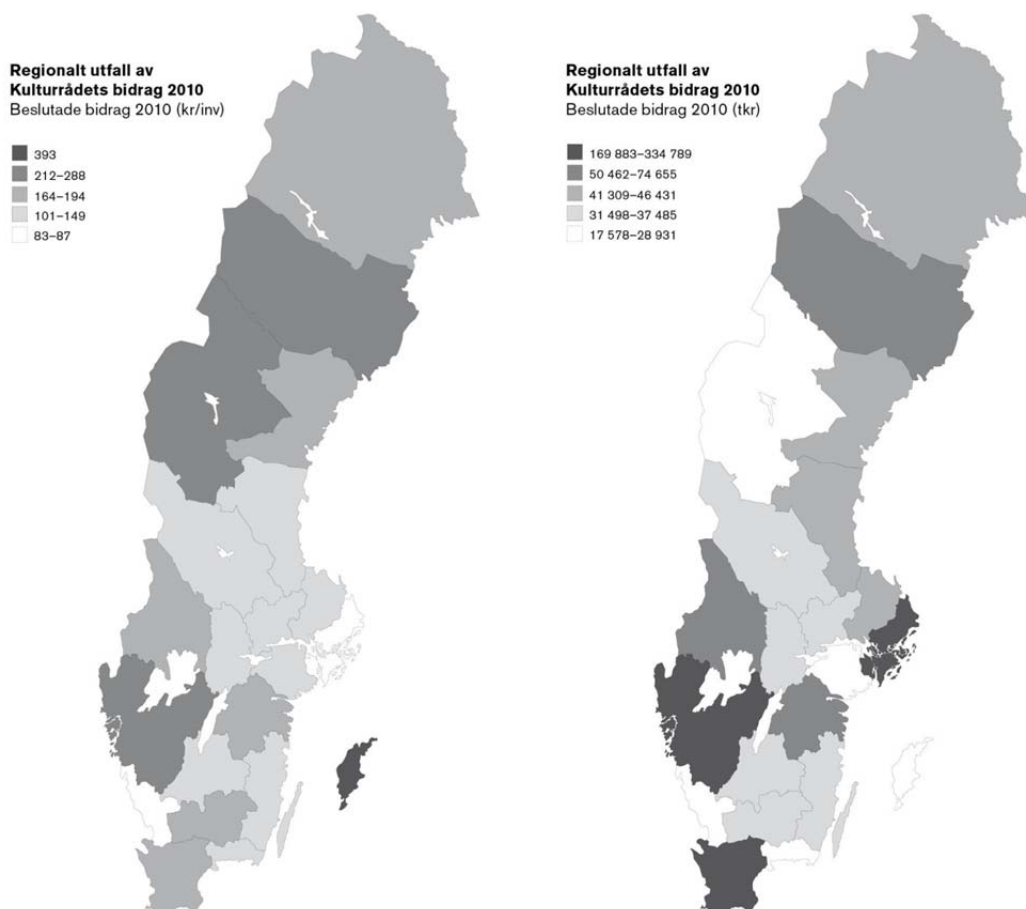 Regionalt utfall av
Kulturrådets bidrag 2010
Beslutade bidrag 2010 (kr/inv)
393
212–288
164–194
101–149
83–87
Regionalt utfall av
Kulturrådets bidrag 2010
Beslutade bidrag 2010 (tkr)
169 883–334 789
50 462–74 655
41 309–46 431
31 498–37 485
17 578–28 931